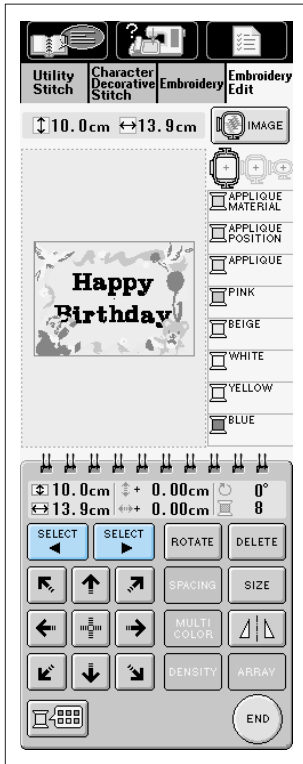 Utility
Stitch
Character
Decorative
Stitch
Embroidery
Embroidery
Edit
10.0cm 13.9cm
IMAGE
APPLIQUE
MATERIAL
APPLIQUE
POSITION
APPLIQUE
PINK
BEIGE
WHITE
YELLOW
BLUE
Happy
Birthday
10.0cm + 0.00cm 0°
13.9cm + 0.00cm 8
SELECT SELECT ROTATE DELETE
SPACING SIZE
MULTI
COLOR
DENSITY ARRAY
END